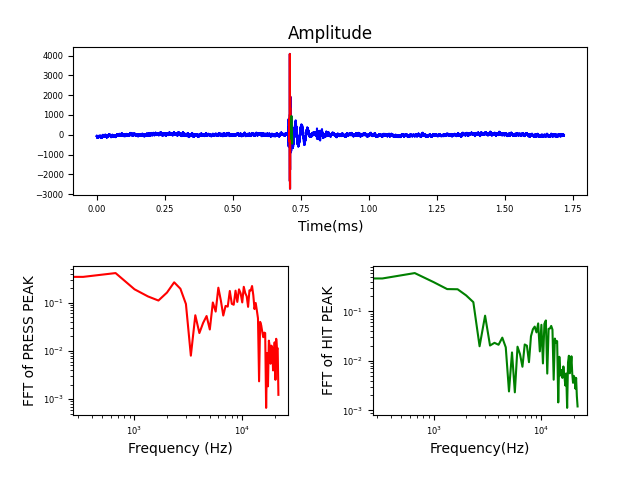 Amplitude
4000
3000
2000
1000
0
−1000
−2000
−3000
0.00 0.25 0.50 0.75 1.00 1.25 1.50 1.75
Time(ms)
FFT of PRESS PEAK
10⁻¹
10⁻²
10⁻³
10³ 10⁴
Frequency (Hz)
FFT of HIT PEAK
10⁻¹
10⁻²
10⁻³
10³ 10⁴
Frequency(Hz)